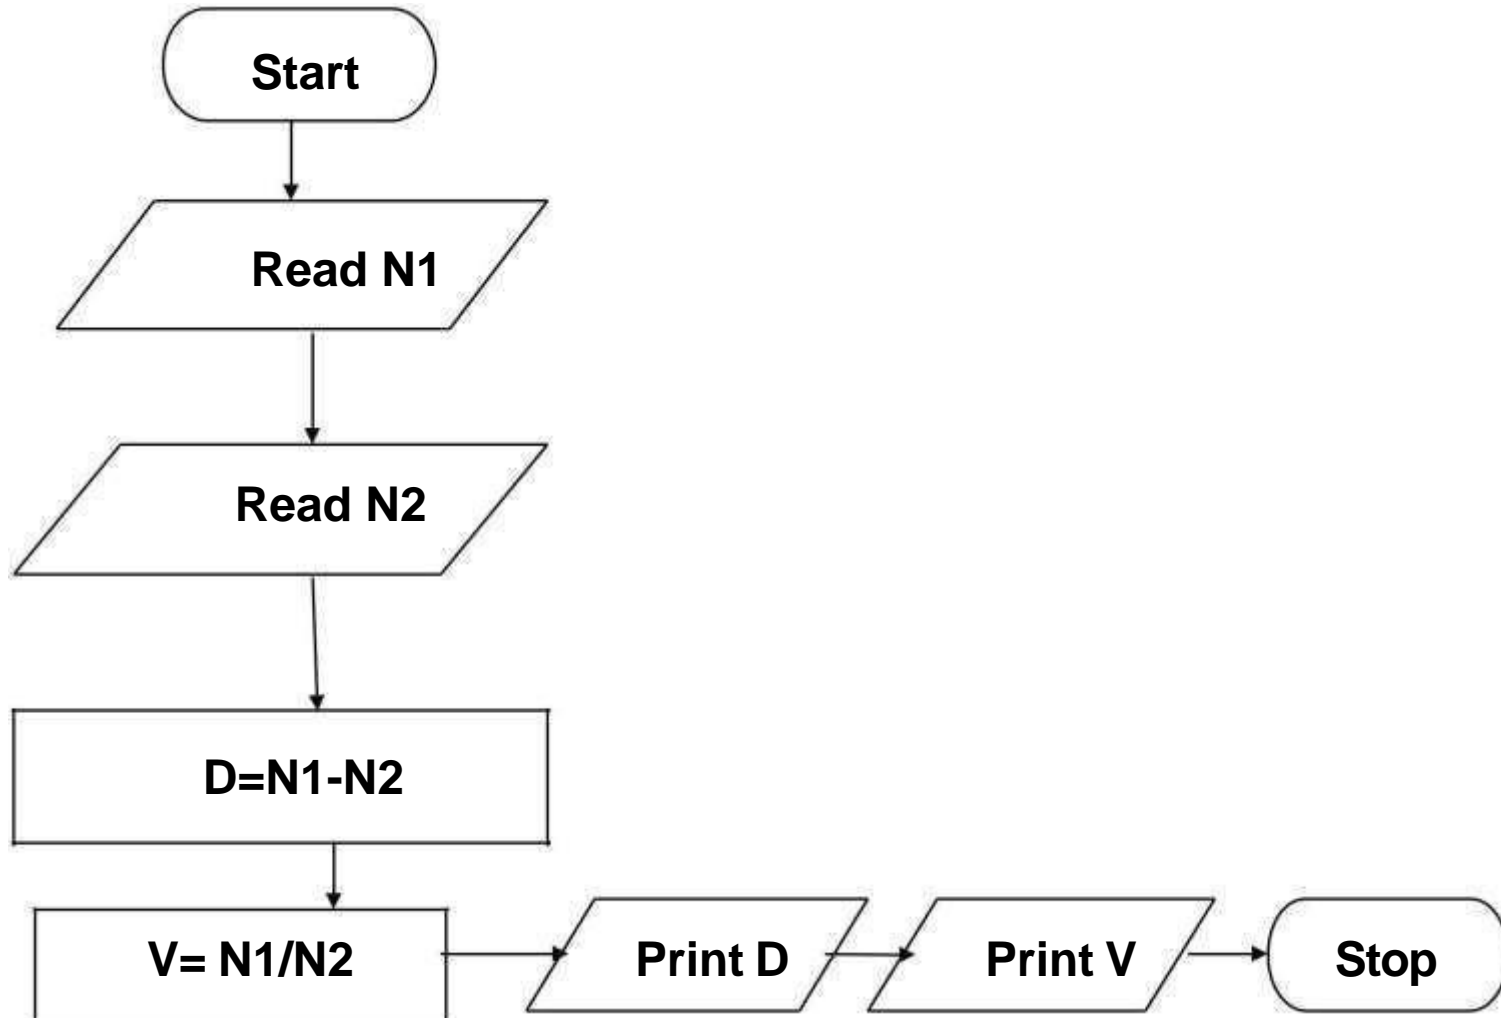 Start
Read N1
Read N2
D=N1-N2
V= N1/N2
Print D
Print V
Stop